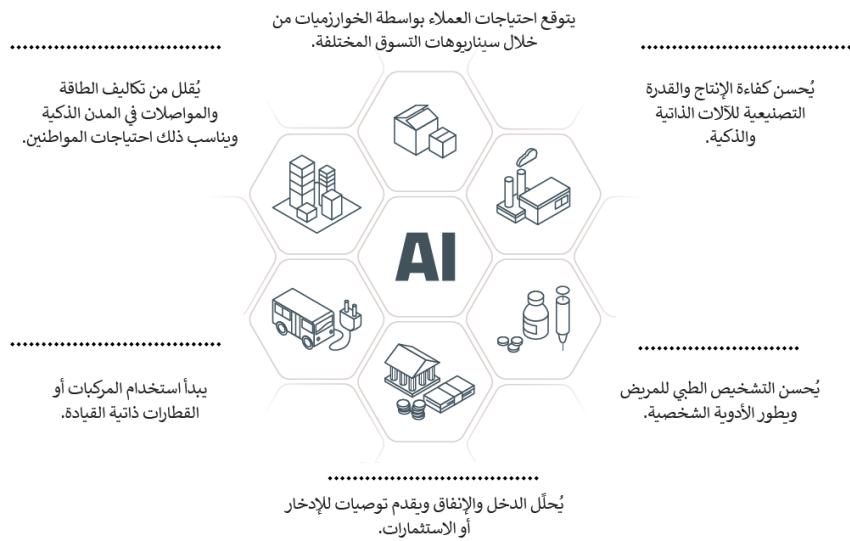 يتوقع احتياجات العملاء بواسطة الخوارزميات من
خلال سيناريوهات التسوق المختلفة.
يُحسن كفاءة الإنتاج والقدرة
التصنيعية للآلات الذاتية
والذكية.
يُقلل من تكاليف الطاقة
والمواصلات في المدن الذكية
ويناسب ذلك احتياجات المواطنين.
AI
يُحسن التشخيص الطبي للمريض
ويطور الأدوية الشخصية.
يبدأ استخدام المركبات أو
القطارات ذاتية القيادة.
يُحلَّل الدخل والإنفاق ويقدم توصيات للإدخار
أو الاستثمارات.